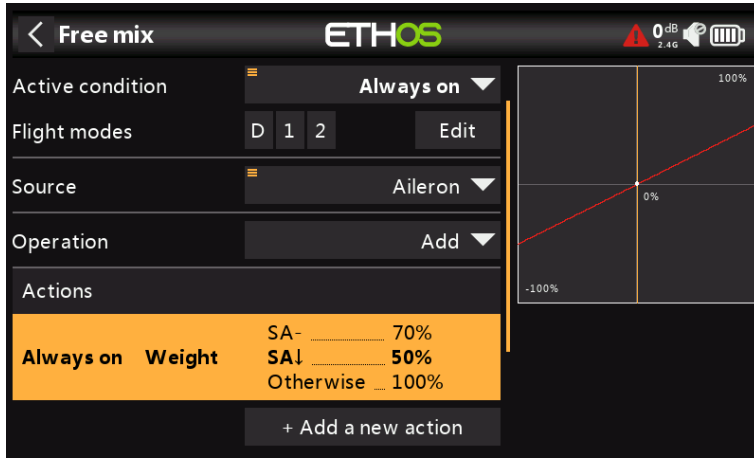 Free mix
ETHOS
0dB
2.4G
Active condition
Always on
Flight modes
D 1 2
Edit
Source
Aileron
Operation
Add
Actions
Always on Weight
SA- 70%
SA↓ 50%
Otherwise 100%
+ Add a new action
100%
0%
-100%